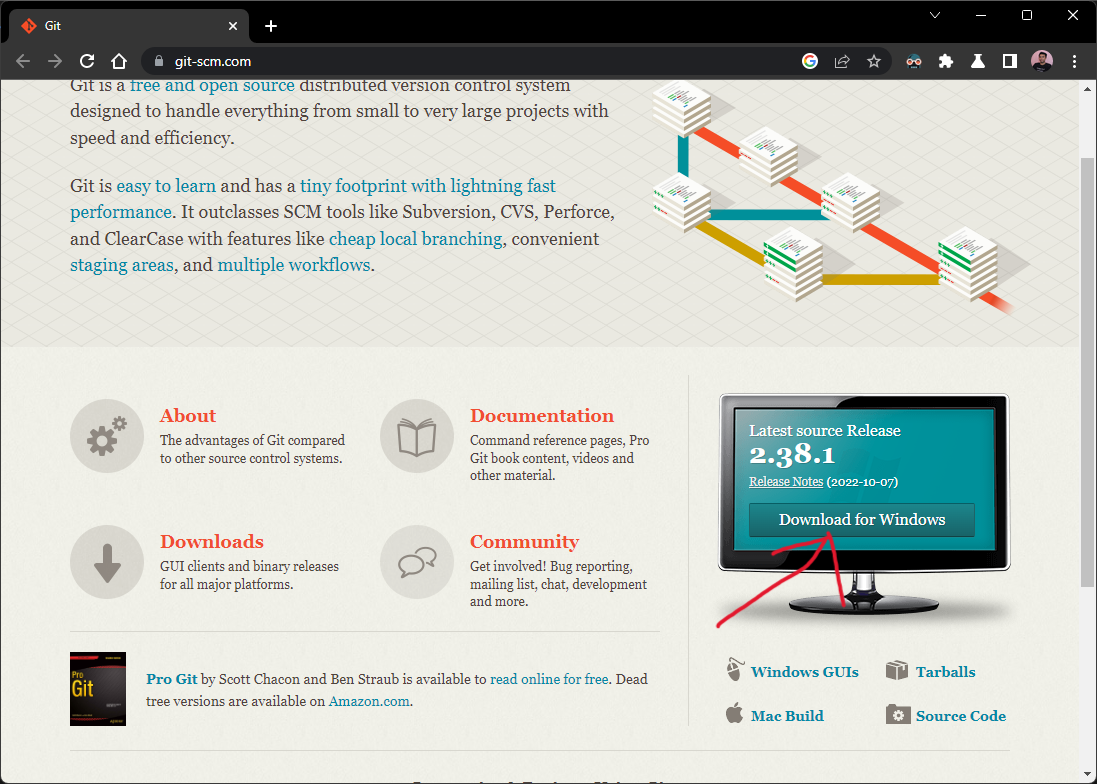 Git
git-scm.com
Git is a free and open source distributed version control system
designed to handle everything from small to very large projects with
speed and efficiency.
Git is easy to learn and has a tiny footprint with lightning fast
performance. It outclasses SCM tools like Subversion, CVS, Perforce,
and ClearCase with features like cheap local branching, convenient
staging areas, and multiple workflows.
About
The advantages of Git compared
to other source control systems.
Documentation
Command reference pages, Pro
Git book content, videos and
other material.
Downloads
GUI clients and binary releases
for all major platforms.
Community
Get involved! Bug reporting,
mailing list, chat, development
and more.
Pro
Git
Pro Git by Scott Chacon and Ben Straub is available to read online for free. Dead
tree versions are available on Amazon.com.
Latest source Release
2.38.1
Release Notes (2022-10-07)
Download for Windows
Windows GUIs
Tarballs
Mac Build
Source Code